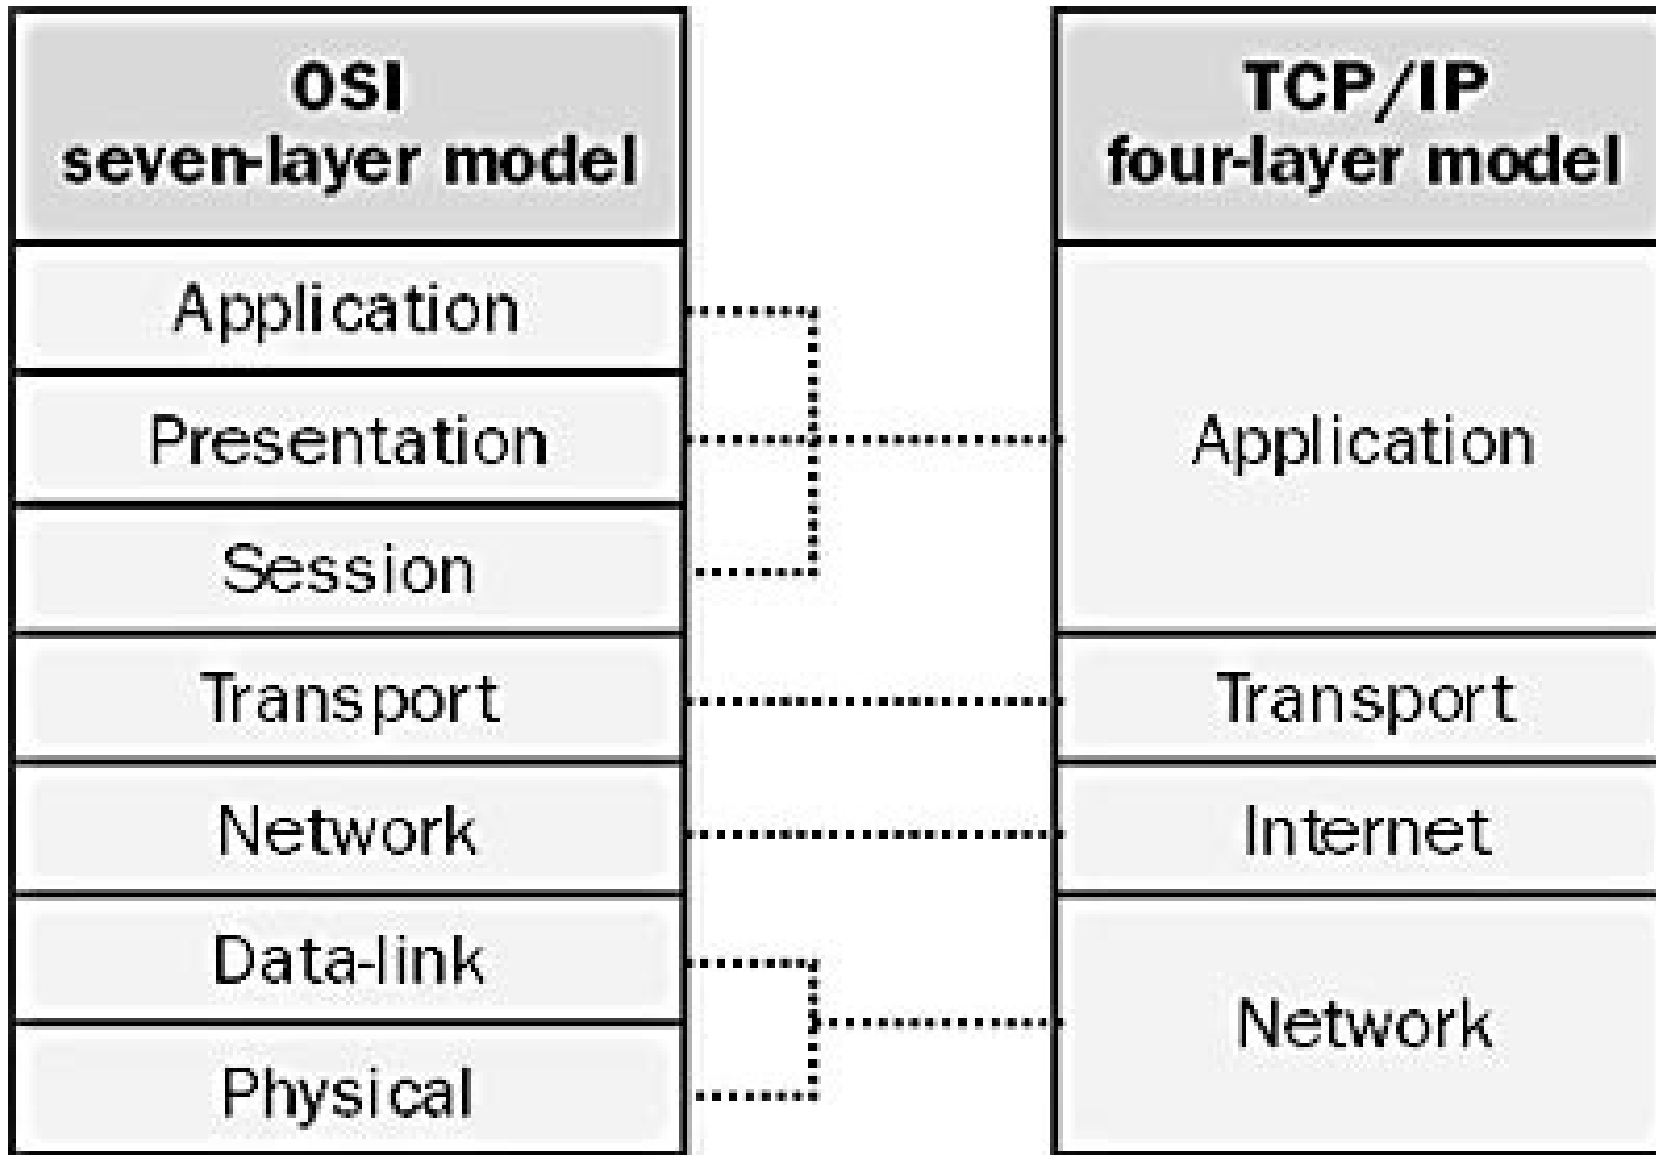 OSI
seven-layer model
Application
Presentation
Session
Transport
Network
Data-link
Physical
TCP/IP
four-layer model
Application
Transport
Internet
Network